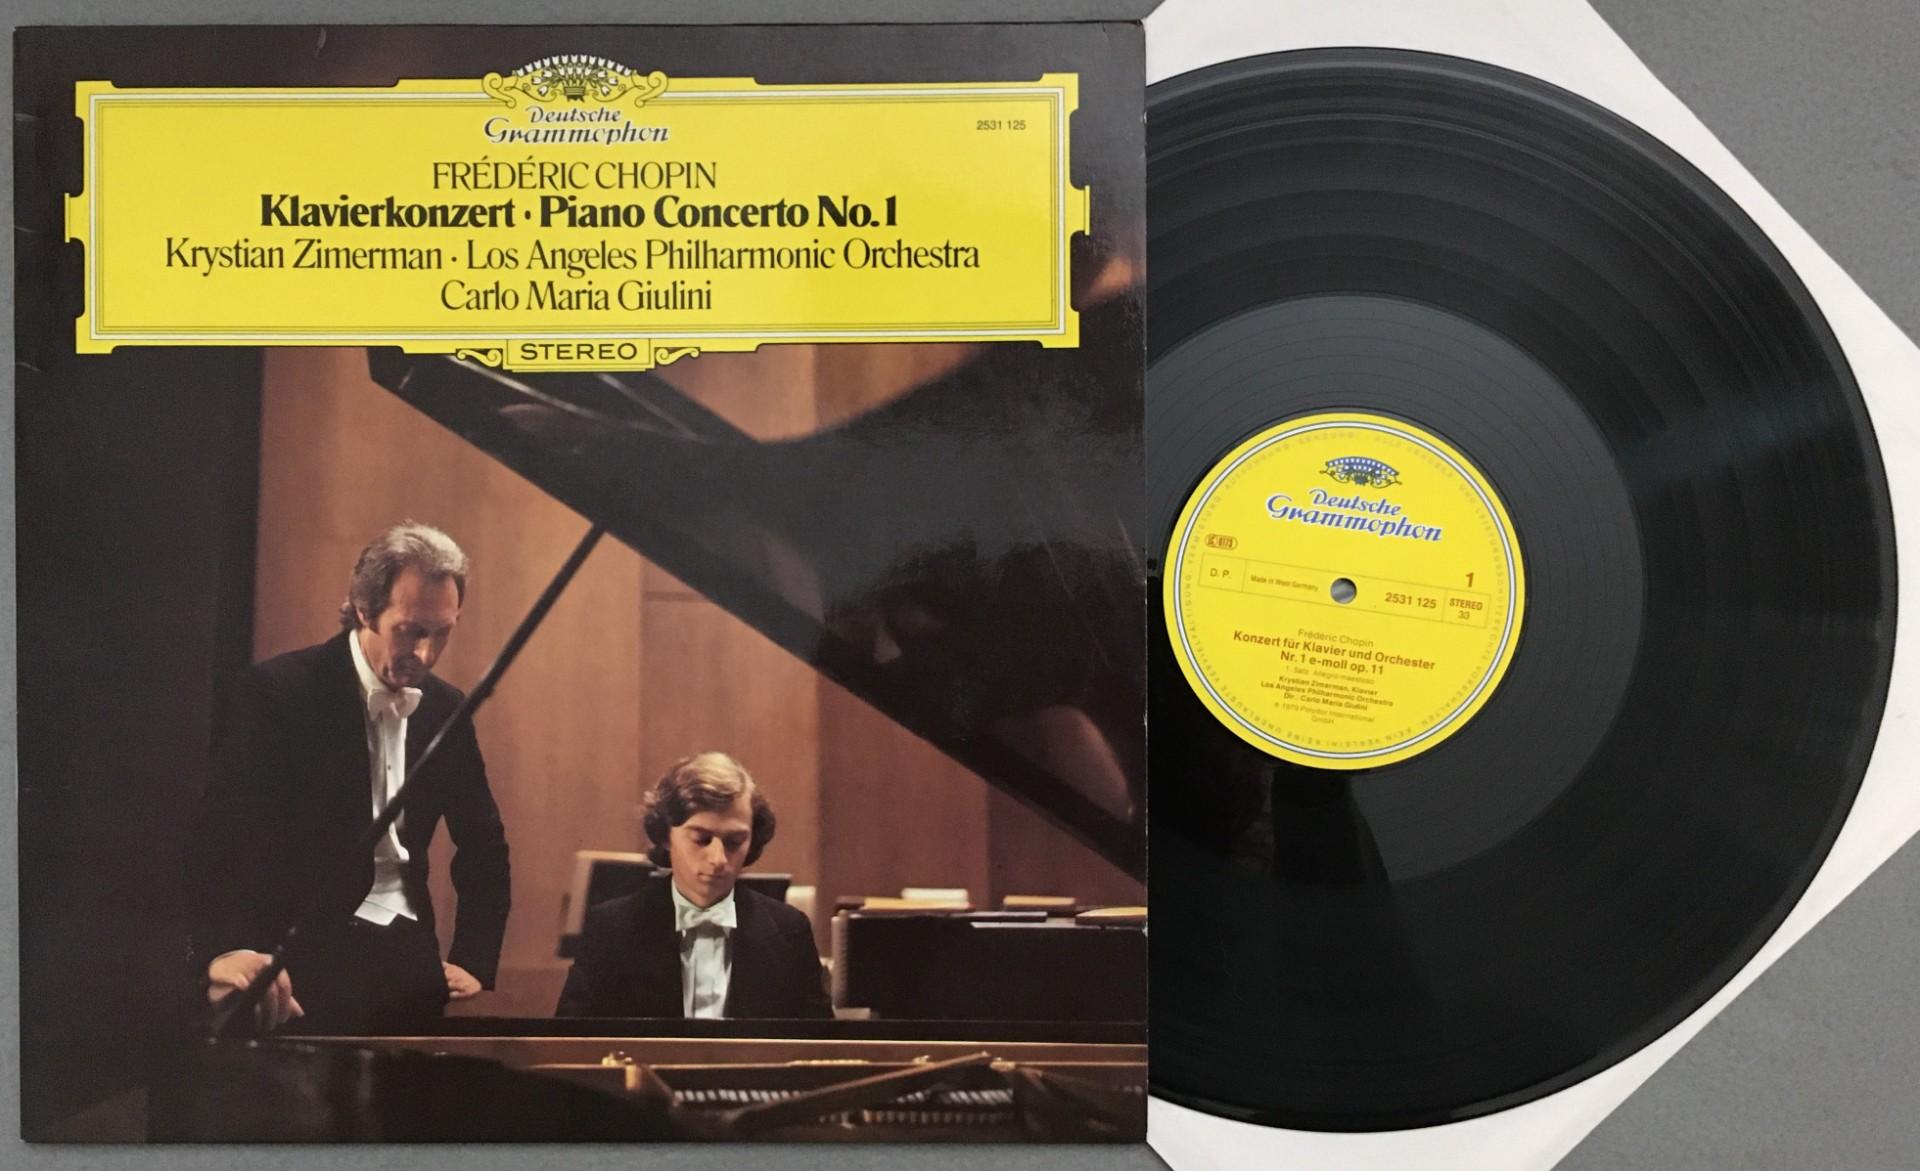 Deutsche
Grammophon
2531 125
FRÉDÉRIC CHOPIN
Klavierkonzert · Piano Concerto No.1
Krystian Zimerman · Los Angeles Philharmonic Orchestra
Carlo Maria Giulini
STEREO
Deutsche
Grammophon
LC 0173
D. P.
Made in West Germany
2531 125
1
STEREO
33
Frédéric Chopin
Konzert für Klavier und Orchester
Nr. 1 e-moll op. 11
1. Satz: Allegro maestoso
Krystian Zimerman, Klavier
Los Angeles Philharmonic Orchestra
Dir.: Carlo Maria Giulini
℗ 1979 Polydor International
GmbH